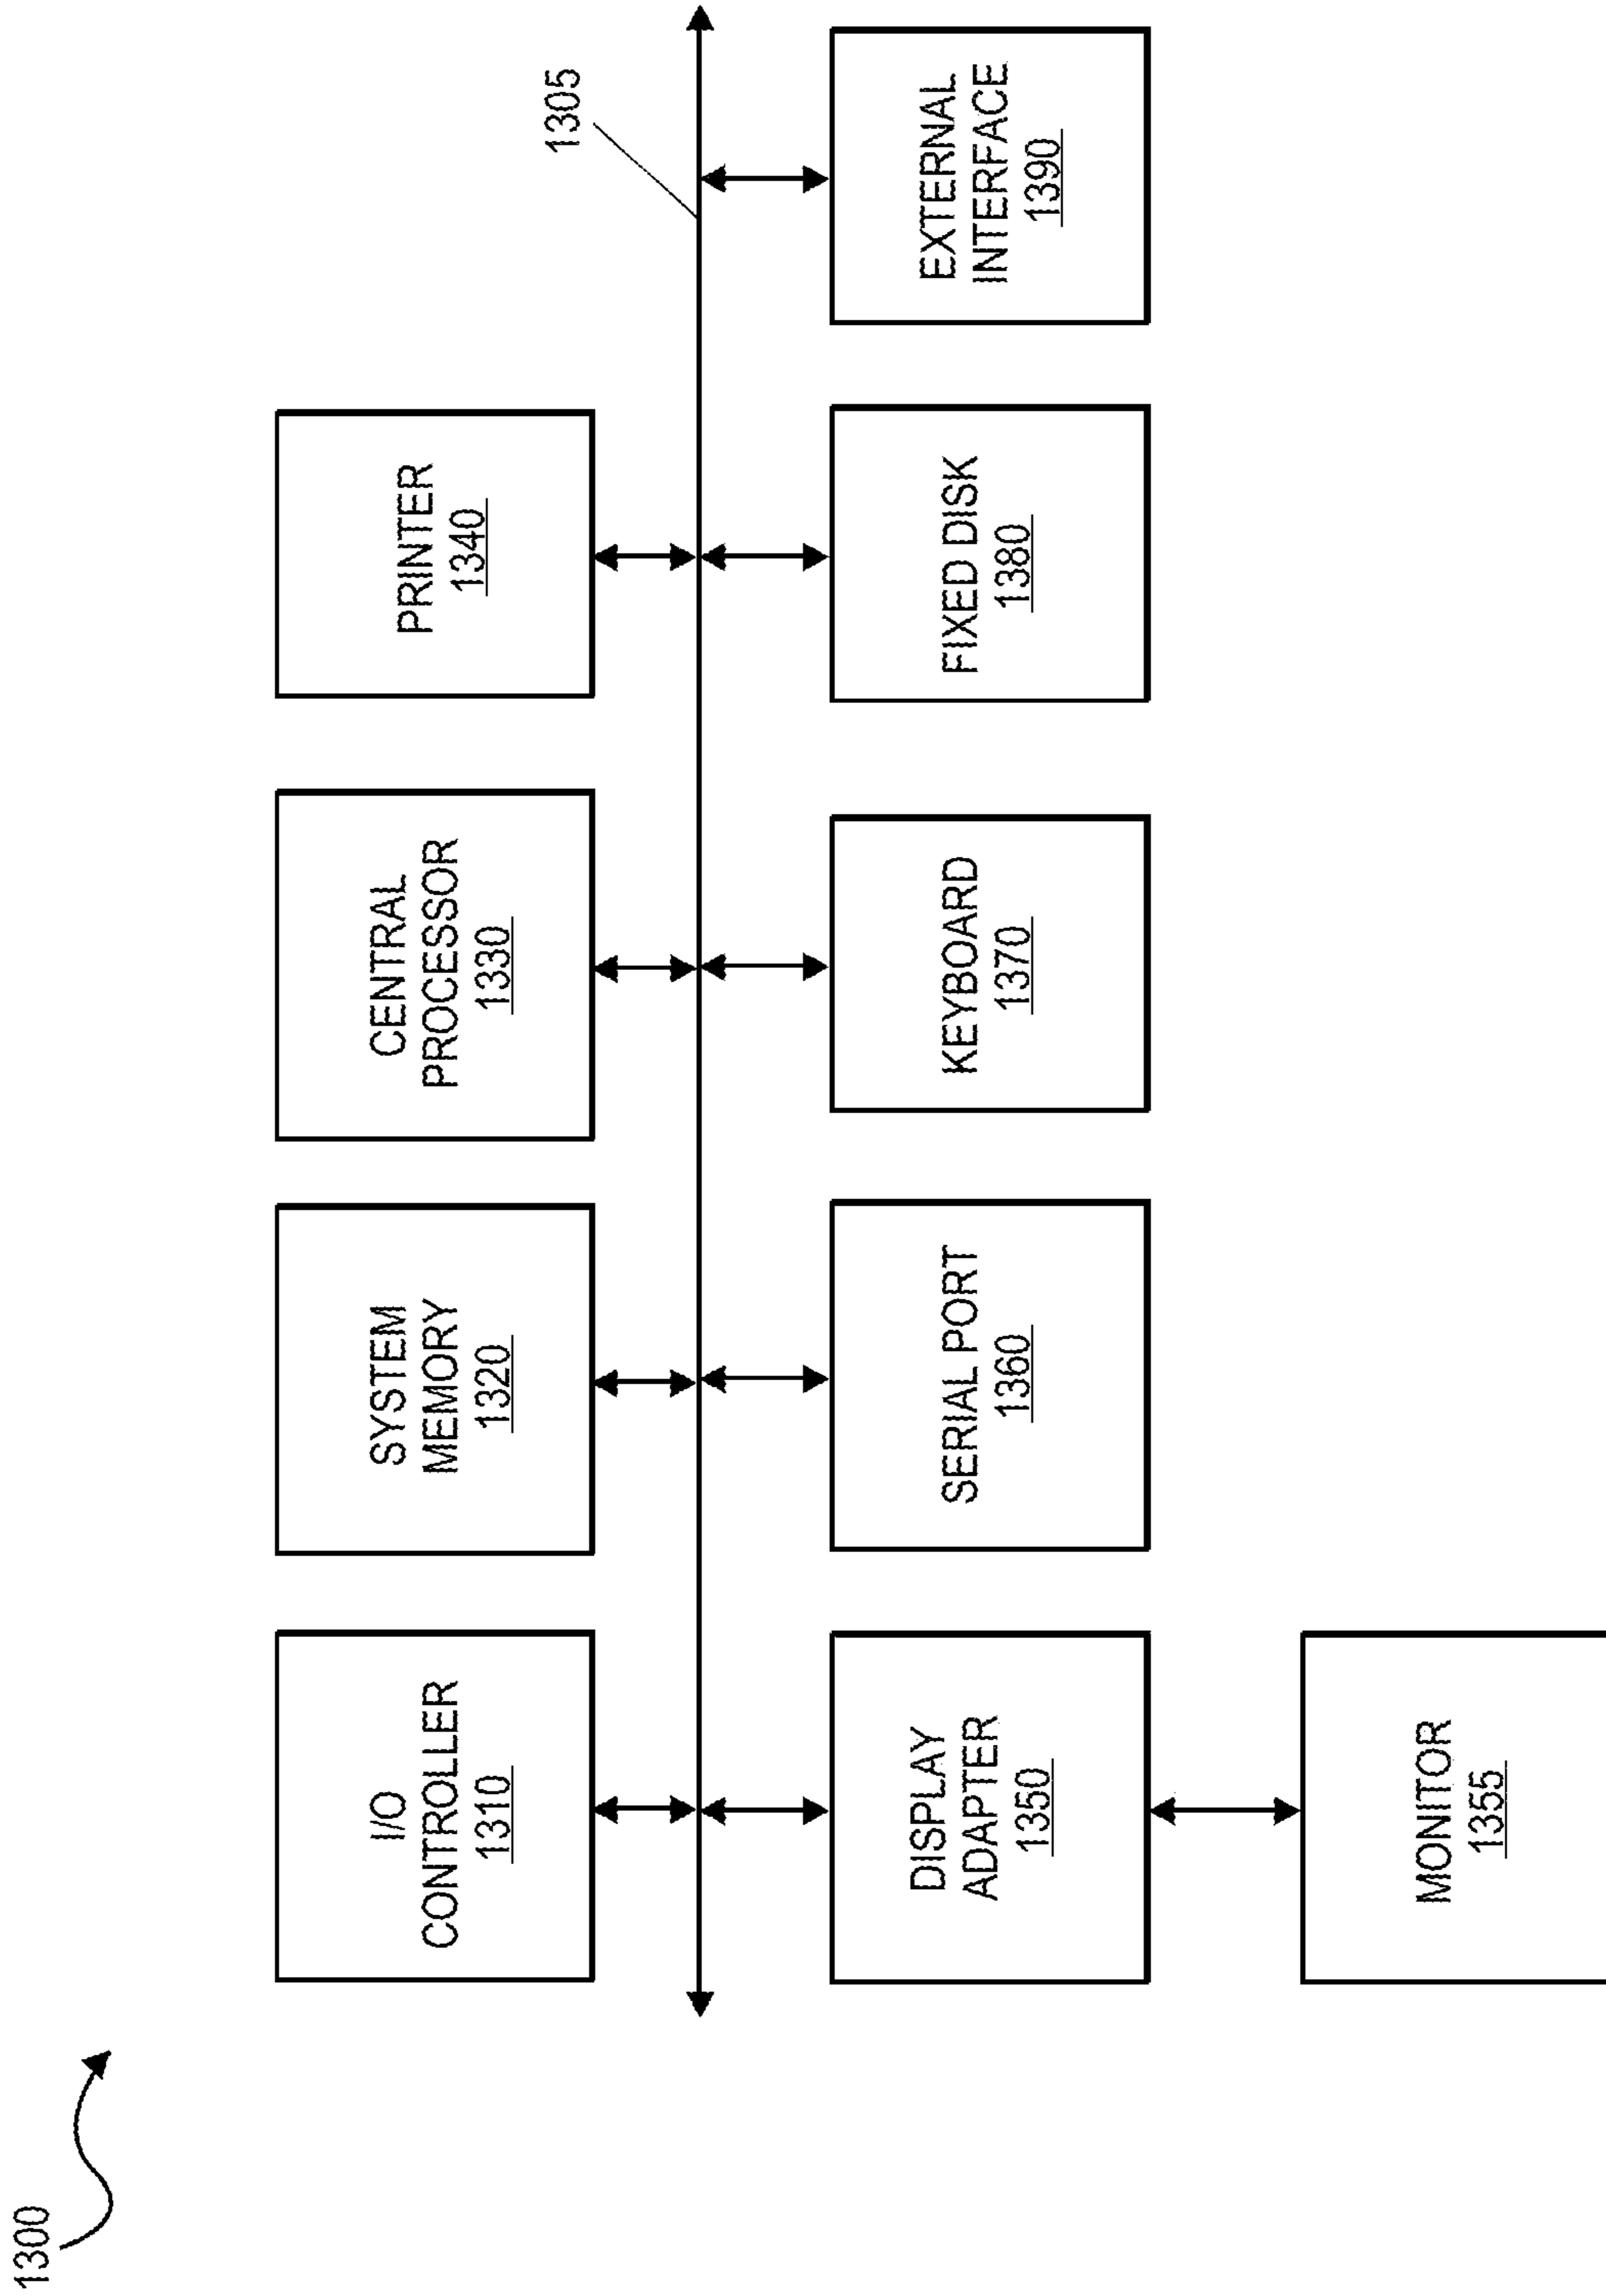 1300
I/O
CONTROLLER
1310
SYSTEM
MEMORY
1320
CENTRAL
PROCESSOR
1330
PRINTER
1340
1305
DISPLAY
ADAPTER
1350
SERIAL PORT
1360
KEYBOARD
1370
FIXED DISK
1380
EXTERNAL
INTERFACE
1390
MONITOR
1355